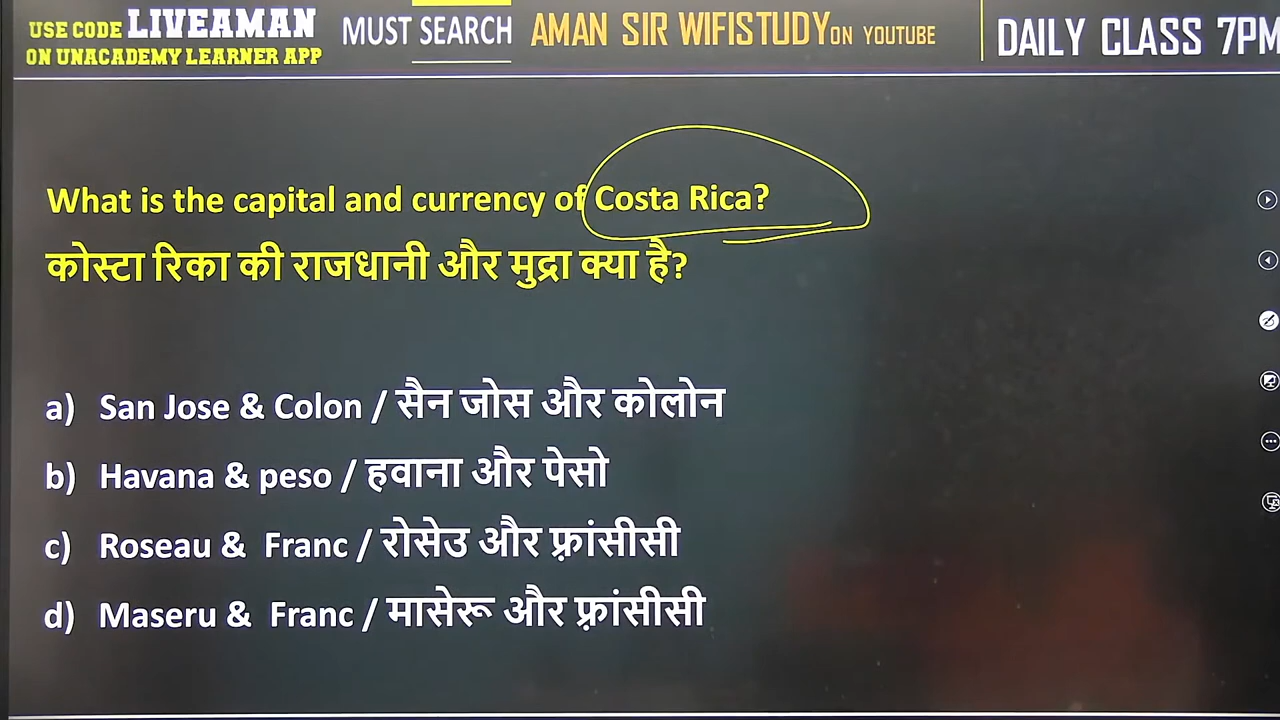 USE CODE LIVEAMAN
ON UNACADEMY LEARNER APP
MUST SEARCH
AMAN SIR WIFISTUDY ON YOUTUBE
DAILY CLASS 7PM
What is the capital and currency of Costa Rica?
कोस्टा रिका की राजधानी और मुद्रा क्या है?
a) San Jose & Colon / सैन जोस और कोलोन
b) Havana & peso / हवाना और पेसो
c) Roseau & Franc / रोसेउ और फ़्रांसीसी
d) Maseru & Franc / मासेरू और फ़्रांसीसी